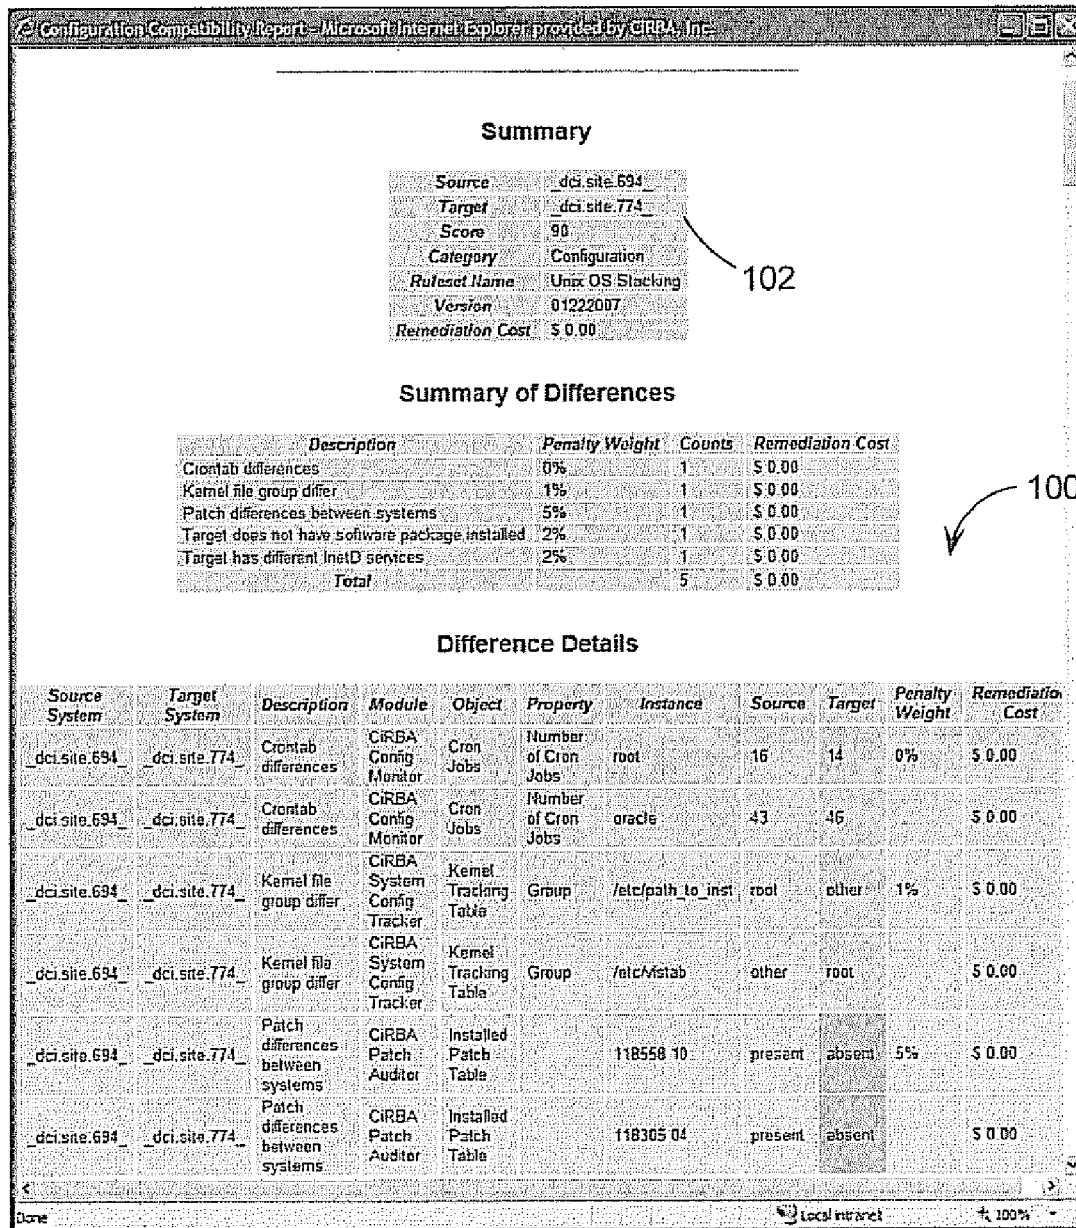 Configuration Compatibility Report - Microsoft Internet Explorer provided by CiRBA, Inc.
Summary
Source _dci.site.694_
Target _dci.site.774_
Score 90
Category Configuration
Ruleset Name Unix OS Stacking
Version 01222007
Remediation Cost $ 0.00
102
Summary of Differences
Description Penalty Weight Counts Remediation Cost
Crontab differences 0% 1 $ 0.00
Kernel file group differ 1% 1 $ 0.00
Patch differences between systems 5% 1 $ 0.00
Target does not have software package installed 2% 1 $ 0.00
Target has different InetD services 2% 1 $ 0.00
Total 5 $ 0.00
100
Difference Details
Source System Target System Description Module Object Property Instance Source Target Penalty Weight Remediatio Cost
_dci.site.694_ _dci.site.774_ Crontab differences CiRBA Config Monitor Cron Jobs Number of Cron Jobs root 16 14 0% $ 0.00
_dci.site.694_ _dci.site.774_ Crontab differences CiRBA Config Monitor Cron Jobs Number of Cron Jobs oracle 43 46 $ 0.00
_dci.site.694_ _dci.site.774_ Kernel file group differ CiRBA System Config Tracker Kernel Tracking Table Group /etc/path_to_inst root other 1% $ 0.00
_dci.site.694_ _dci.site.774_ Kernel file group differ CiRBA System Config Tracker Kernel Tracking Table Group /etc/vfstab other root $ 0.00
_dci.site.694_ _dci.site.774_ Patch differences between systems CiRBA Patch Auditor Installed Patch Table 118558 10 present absent 5% $ 0.00
_dci.site.694_ _dci.site.774_ Patch differences between systems CiRBA Patch Auditor Installed Patch Table 118305 04 present absent $ 0.00
Done Local intranet 100%